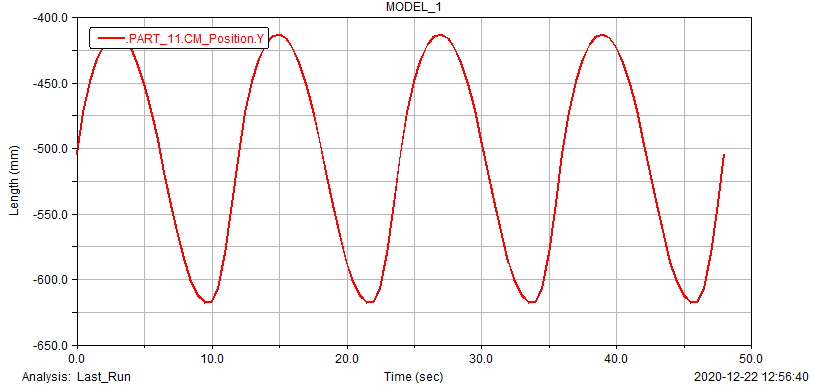 MODEL_1
-400.0
.PART_11.CM_Position.Y
-450.0
-500.0
-550.0
-600.0
-650.0
Length (mm)
0.0 10.0 20.0 30.0 40.0 50.0
Analysis: Last_Run Time (sec) 2020-12-22 12:56:40